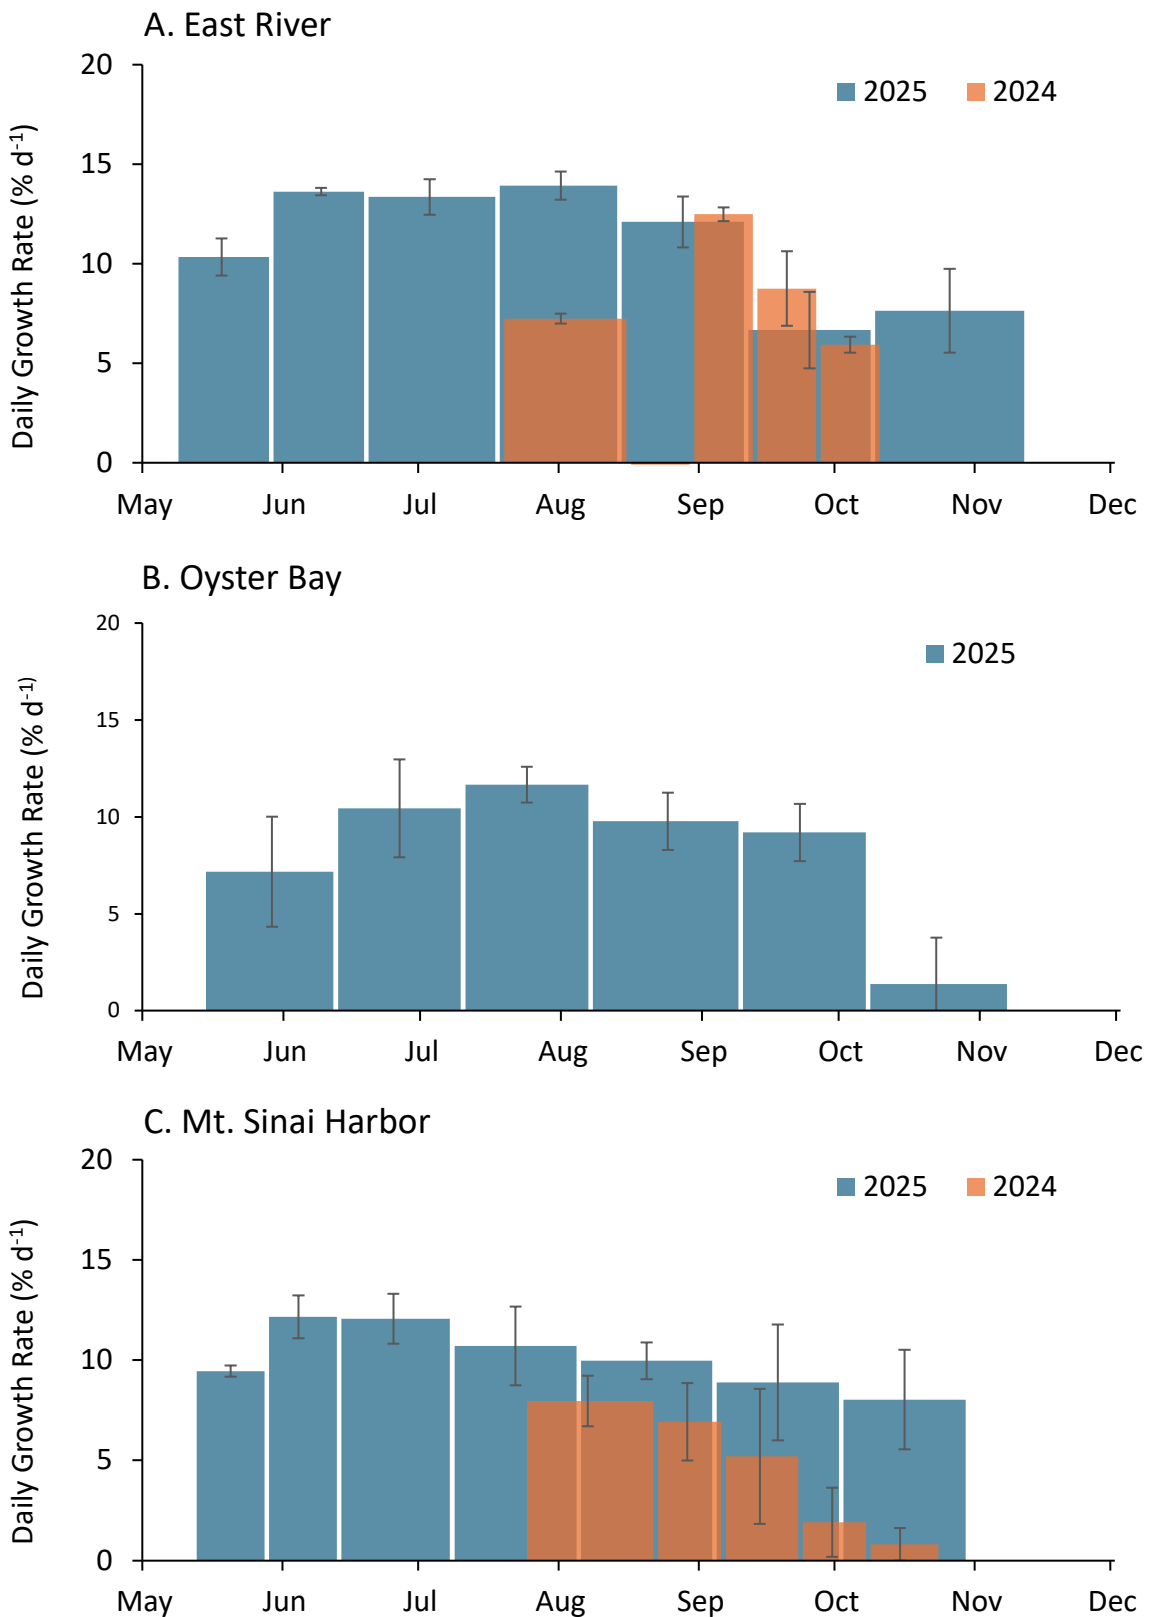 A. East River
20
2025 2024
15
10
5
0
Daily Growth Rate (% d⁻¹)
May Jun Jul Aug Sep Oct Nov Dec
B. Oyster Bay
20
2025
15
10
5
0
Daily Growth Rate (% d⁻¹)
May Jun Jul Aug Sep Oct Nov Dec
C. Mt. Sinai Harbor
20
2025 2024
15
10
5
0
Daily Growth Rate (% d⁻¹)
May Jun Jul Aug Sep Oct Nov Dec